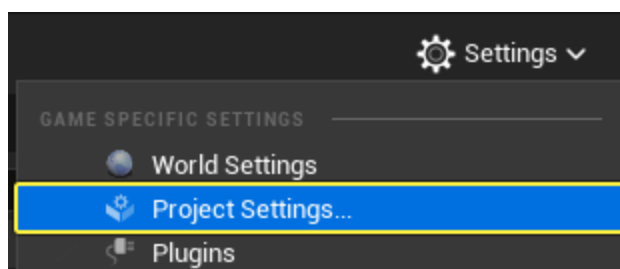 Settings
GAME SPECIFIC SETTINGS
World Settings
Project Settings...
Plugins